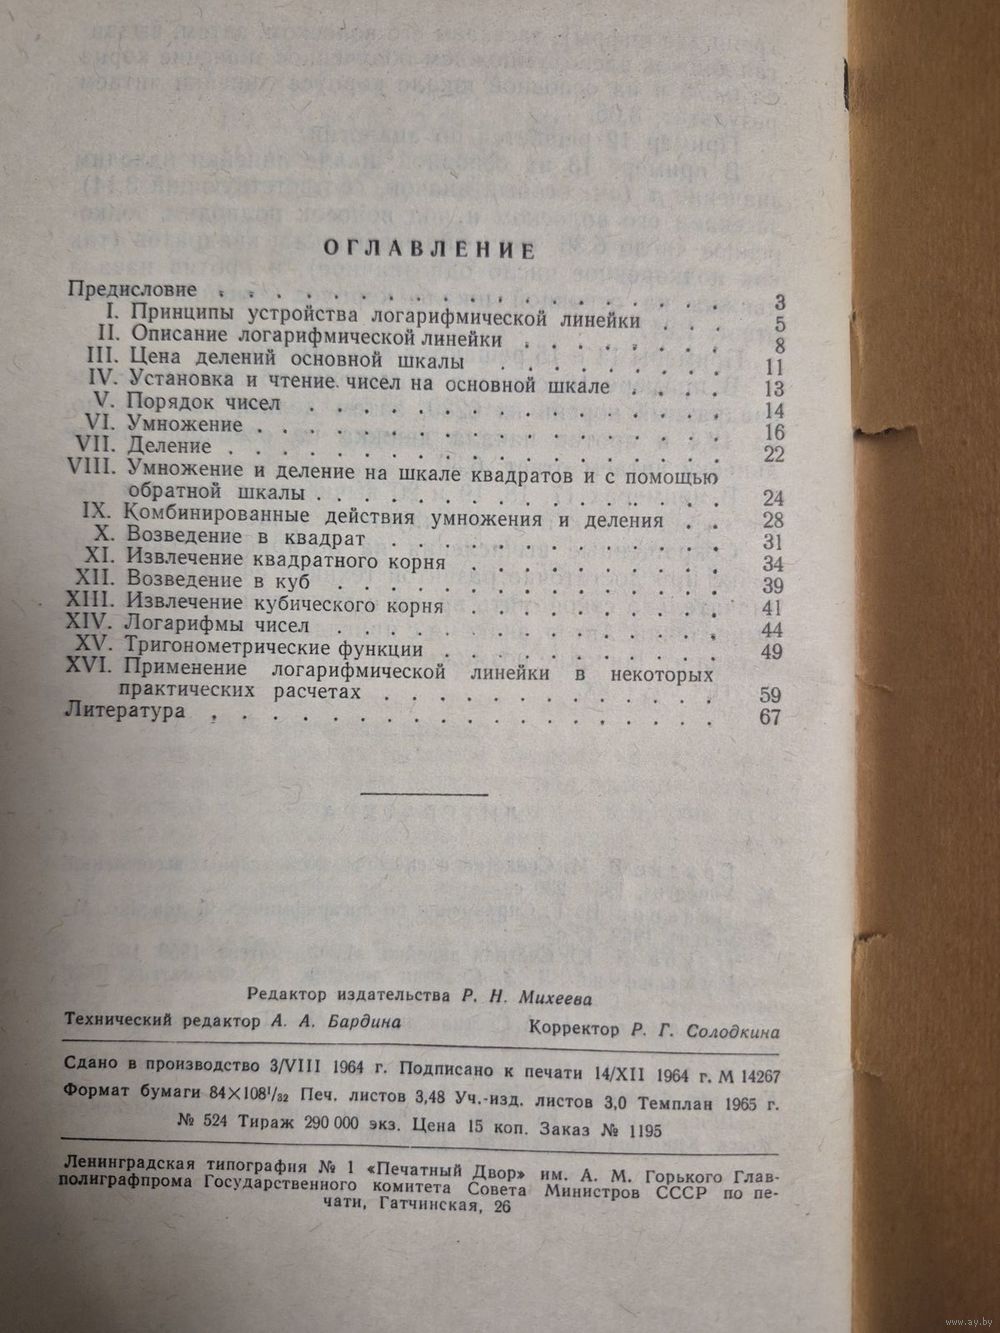 ОГЛАВЛЕНИЕ
Предисловие . . . . . . . . . . . . . . . . . . 3
I. Принципы устройства логарифмической линейки . . . 5
II. Описание логарифмической линейки . . . . . . . 8
III. Цена делений основной шкалы . . . . . . . . 11
IV. Установка и чтение чисел на основной шкале . . . . 13
V. Порядок чисел . . . . . . . . . . . . . . 14
VI. Умножение . . . . . . . . . . . . . . . . 16
VII. Деление . . . . . . . . . . . . . . . . . 22
VIII. Умножение и деление на шкале квадратов и с помощью
обратной шкалы . . . . . . . . . . . . . . 24
IX. Комбинированные действия умножения и деления . . 28
X. Возведение в квадрат . . . . . . . . . . . . 31
XI. Извлечение квадратного корня . . . . . . . . . 34
XII. Возведение в куб . . . . . . . . . . . . . 39
XIII. Извлечение кубического корня . . . . . . . . . 41
XIV. Логарифмы чисел . . . . . . . . . . . . . 44
XV. Тригонометрические функции . . . . . . . . . . 49
XVI. Применение логарифмической линейки в некоторых
практических расчетах . . . . . . . . . . . . 59
Литература . . . . . . . . . . . . . . . . . . 67
Редактор издательства Р. Н. Михеева
Технический редактор А. А. Бардина Корректор Р. Г. Солодкина
Сдано в производство 3/VIII 1964 г. Подписано к печати 14/XII 1964 г. М 14267
Формат бумаги 84×108¹/₃₂ Печ. листов 3,48 Уч.-изд. листов 3,0 Темплан 1965 г.
№ 524 Тираж 290 000 экз. Цена 15 коп. Заказ № 1195
Ленинградская типография № 1 «Печатный Двор» им. А. М. Горького Глав-
полиграфпрома Государственного комитета Совета Министров СССР по пе-
чати, Гатчинская, 26
www.ay.by